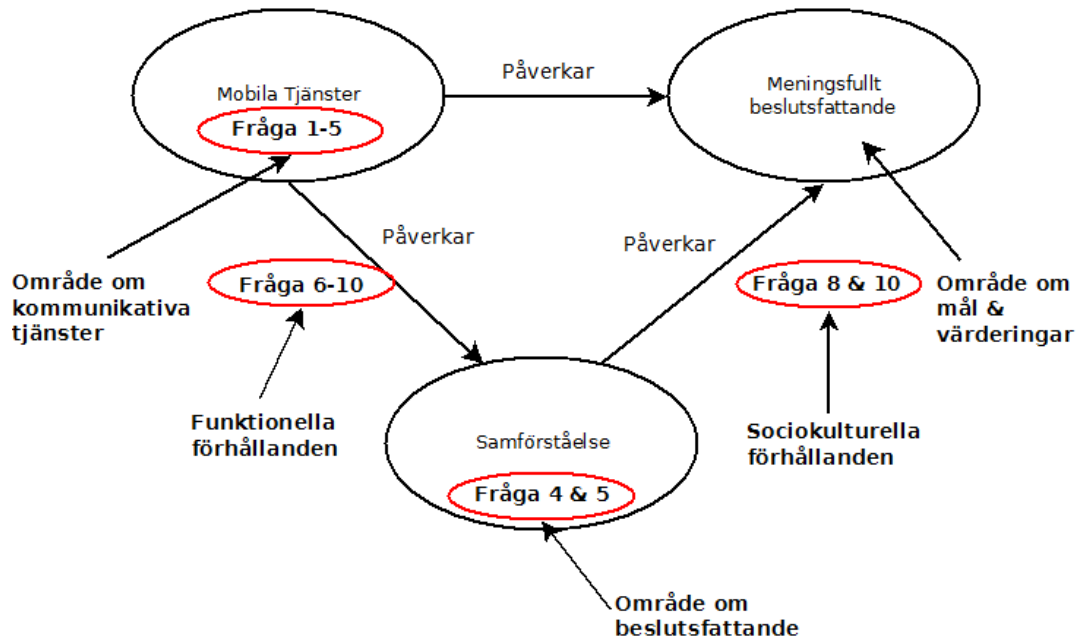 Påverkar
Mobila Tjänster
Fråga 1-5
Meningsfullt
beslutsfattande
Påverkar
Påverkar
Område om
kommunikativa
tjänster
Fråga 6-10
Fråga 8 & 10
Område om
mål &
värderingar
Funktionella
förhållanden
Samförståelse
Fråga 4 & 5
Sociokulturella
förhållanden
Område om
beslutsfattande